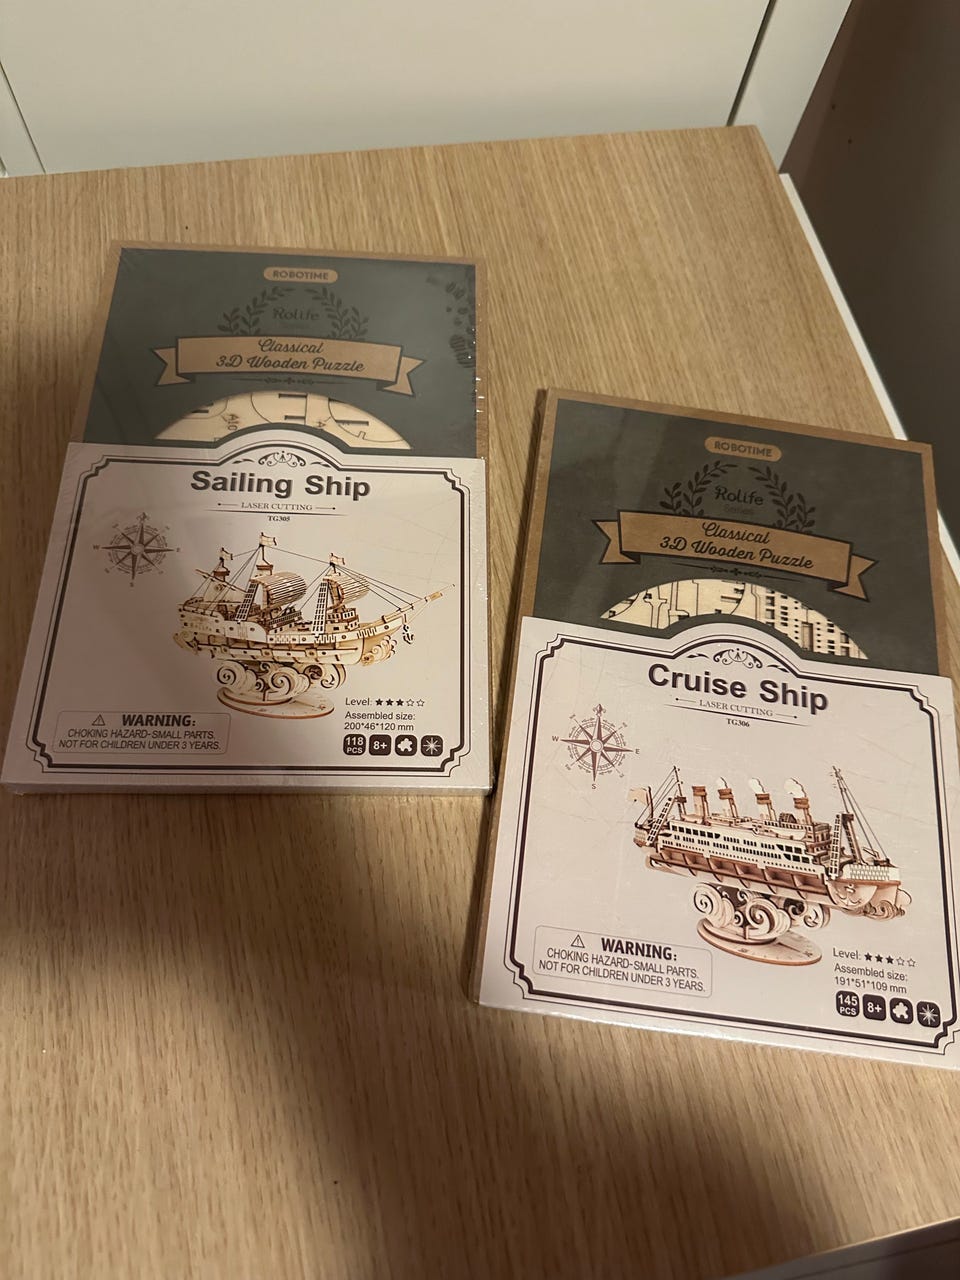 ROBOTIME
Rolife
Series
Classical
3D Wooden Puzzle
Sailing Ship
LASER CUTTING
TG305
W
E
S
Level:
Assembled size:
200*46*120 mm
WARNING:
CHOKING HAZARD-SMALL PARTS.
NOT FOR CHILDREN UNDER 3 YEARS.
118
PCS
8+
ROBOTIME
Rolife
Series
Classical
3D Wooden Puzzle
Cruise Ship
LASER CUTTING
TG306
W
E
S
Level:
Assembled size:
191*51*109 mm
WARNING:
CHOKING HAZARD-SMALL PARTS.
NOT FOR CHILDREN UNDER 3 YEARS.
145
PCS
8+